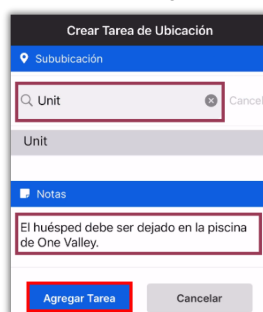 Crear Tarea de Ubicación
Sububicación
Unit
Cancel
Unit
Notas
El huésped debe ser dejado en la piscina
de One Valley.
Agregar Tarea
Cancelar